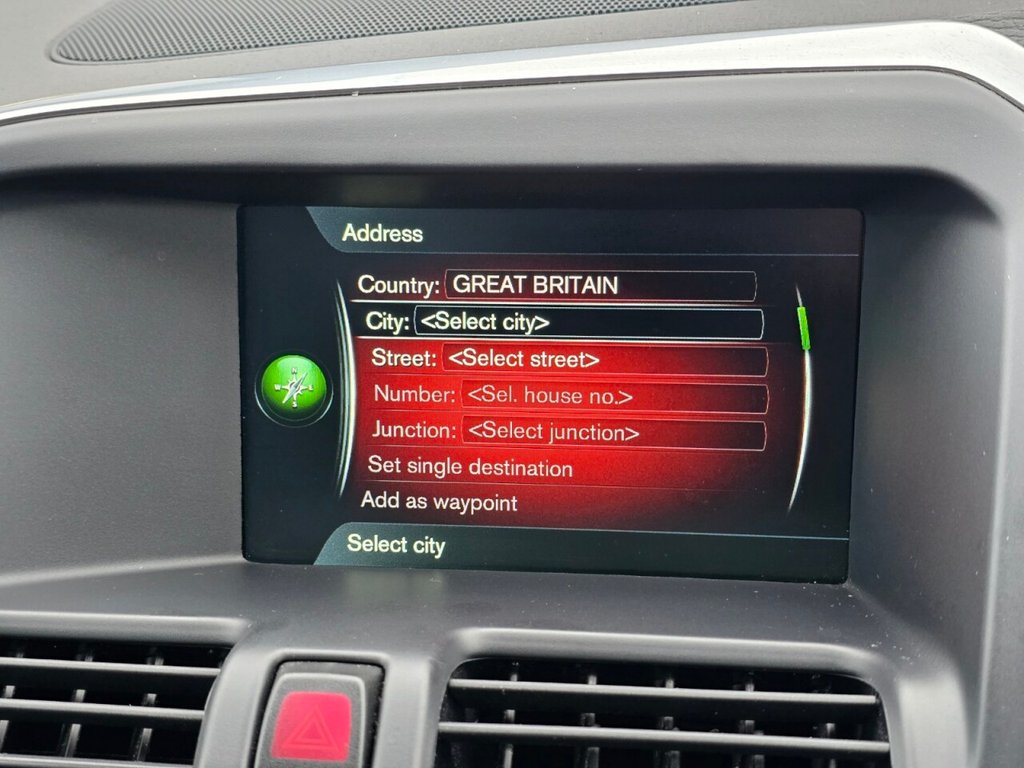 Address
Country: GREAT BRITAIN
City: <Select city>
Street: <Select street>
Number: <Sel. house no.>
Junction: <Select junction>
Set single destination
Add as waypoint
Select city